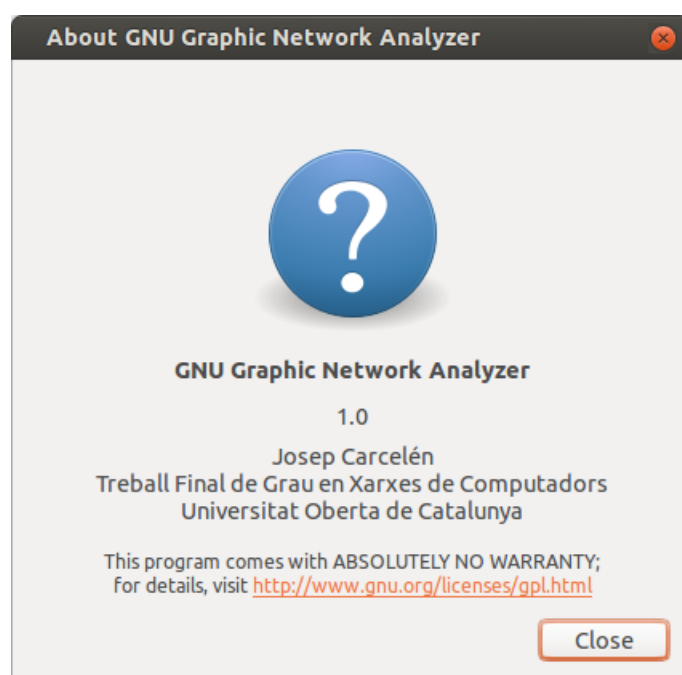 About GNU Graphic Network Analyzer
?
GNU Graphic Network Analyzer
1.0
Josep Carcelén
Treball Final de Grau en Xarxes de Computadors
Universitat Oberta de Catalunya
This program comes with ABSOLUTELY NO WARRANTY;
for details, visit http://www.gnu.org/licenses/gpl.html
Close